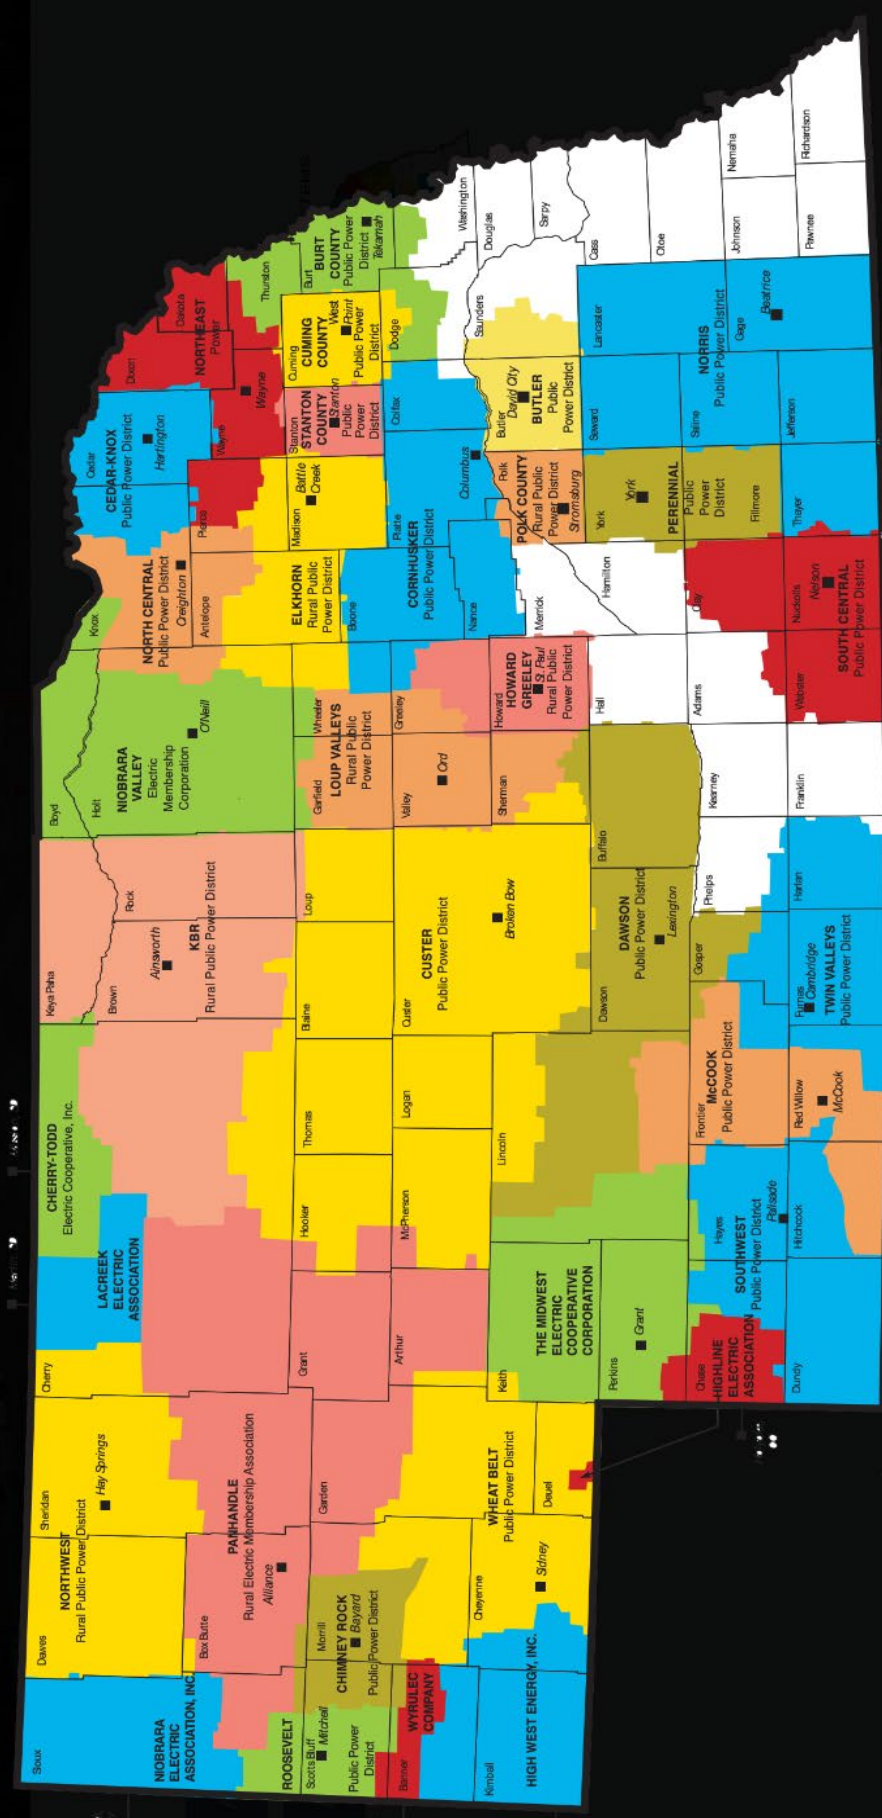 Sioux
NIOBRARA
ELECTRIC
ASSOCIATION, INC.
Dawes
NORTHWEST
Rural Public Power District
Sheridan
Hay Springs
Cherry
LACREEK
ELECTRIC
ASSOCIATION
CHERRY-TODD
Electric Cooperative, Inc.
Keya Paha
Brown
Ainsworth
KBR
Rural Public Power District
Rock
Boyd
Holt
NIOBRARA
VALLEY
Electric
Membership
Corporation
O'Neill
Knox
NORTH CENTRAL
Public Power District
Creighton
Antelope
Cedar
CEDAR-KNOX
Public Power District
Hartington
Pierce
Dixon
Dakota
NORTHEAST
Power
Wayne
Wayne
Thurston
Box Butte
PANHANDLE
Rural Electric Membership Association
Alliance
ROOSEVELT
Scotts Bluff
Mitchell
Public Power
District
Morrill
CHIMNEY ROCK
Bayard
Public Power District
Garden
Grant
Hooker
Thomas
Blaine
Loup
Garfield
Wheeler
LOUP VALLEYS
Rural Public
Power District
ELKHORN
Rural Public
Power District
Madison
Battle
Creek
Stanton
STANTON
COUNTY
Stanton
Public
Power
District
Cuming
CUMING
COUNTY
West
Point
Public Power
District
Burt
BURT
COUNTY
Public Power
District
Tekamah
Banner
WYRULEC
COMPANY
Arthur
McPherson
Logan
Custer
CUSTER
Public Power District
Broken Bow
Valley
Ord
Greeley
Boone
CORNHUSKER
Public Power District
Nance
Platte
Columbus
Colfax
Dodge
Washington
Kimball
HIGH WEST ENERGY, INC.
Cheyenne
Sidney
WHEAT BELT
Public Power District
Deuel
Keith
THE MIDWEST
ELECTRIC
COOPERATIVE
CORPORATION
Lincoln
Sherman
Howard
HOWARD
GREELEY
St. Paul
Rural Public
Power District
Merrick
Polk
POLK COUNTY
Rural Public
Power District
Stromsburg
Butler
David City
BUTLER
Public
Power District
Saunders
Douglas
Sarpy
Perkins
Grant
Dawson
DAWSON
Public Power District
Lexington
Buffalo
Hall
Hamilton
York
York
PERENNIAL
Public
Power
District
Fillmore
Seward
Lancaster
Cass
Otoe
Chase
HIGHLINE
ELECTRIC
ASSOCIATION
Hayes
SOUTHWEST
Public Power District
Palisade
Frontier
McCOOK
Public Power District
Gosper
Phelps
Kearney
Adams
Clay
Saline
NORRIS
Public Power District
Gage
Beatrice
Johnson
Nemaha
Dundy
Hitchcock
Red Willow
McCook
Furnas
Cambridge
TWIN VALLEYS
Public Power District
Harlan
Franklin
Webster
Nuckolls
Nelson
SOUTH CENTRAL
Public Power District
Thayer
Jefferson
Pawnee
Richardson